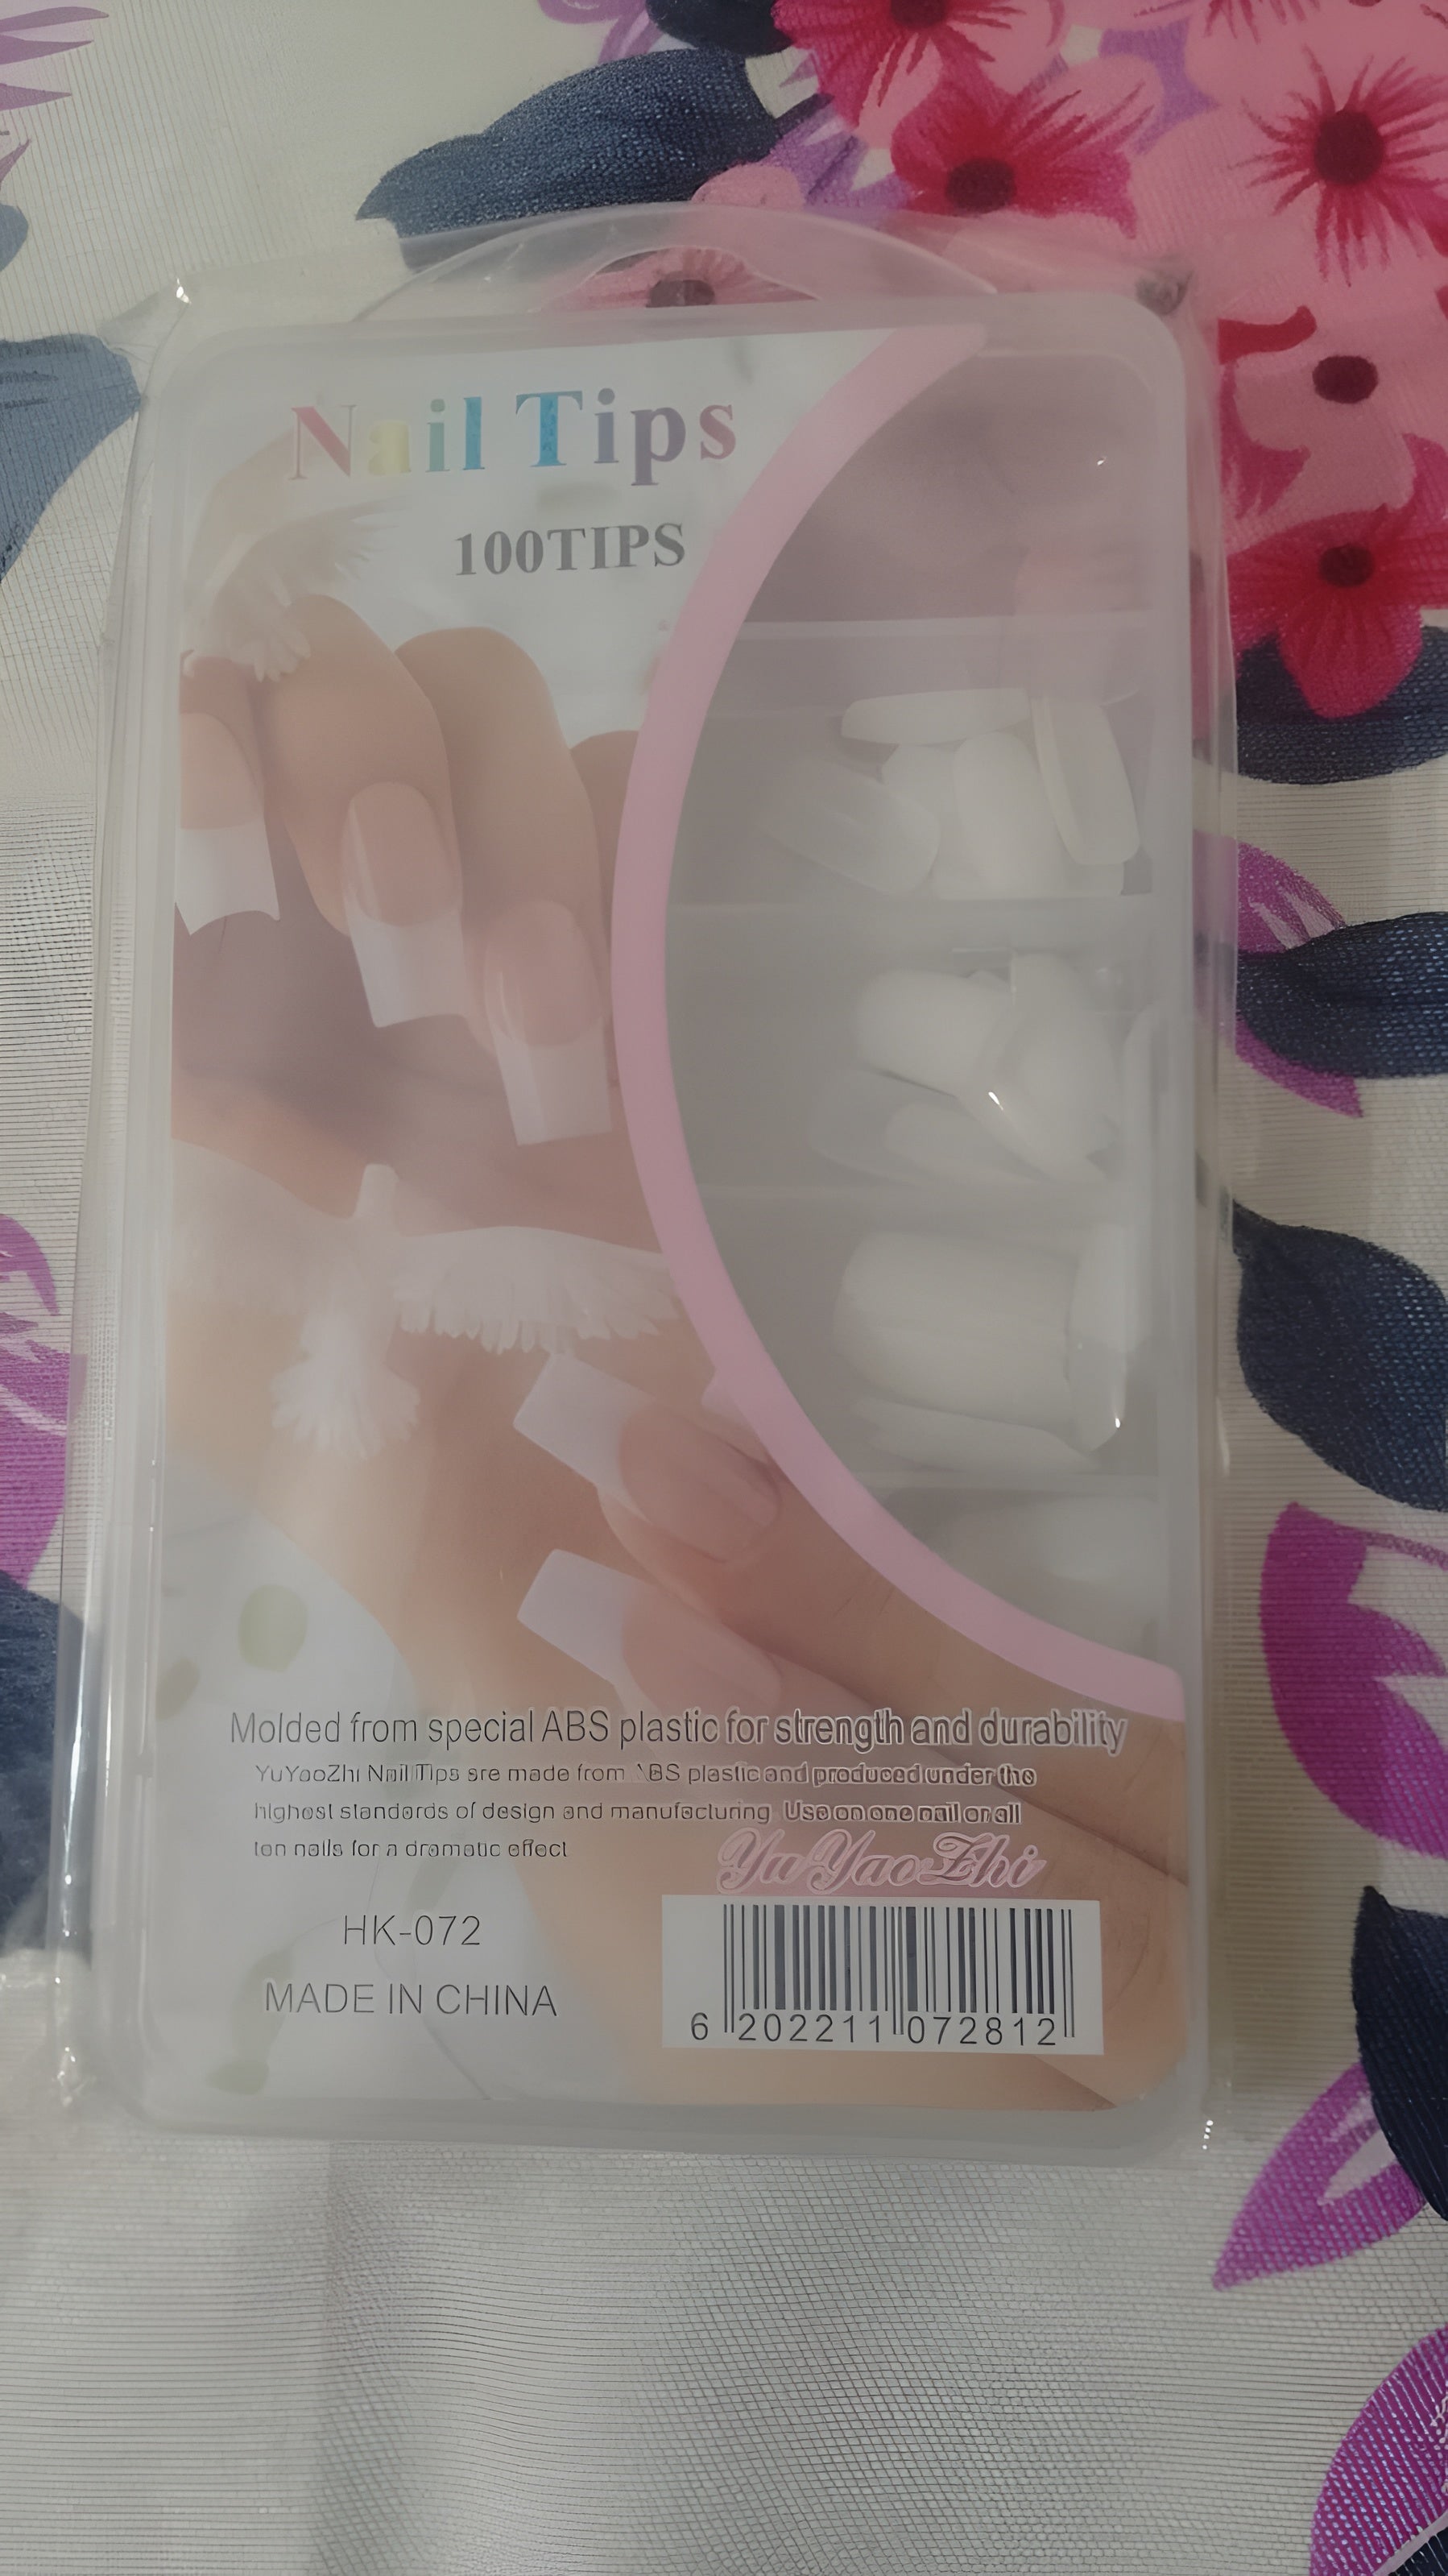 Nail Tips
100TIPS
Molded from special ABS plastic for strength and durability
YuYaoZhi Nail Tips are made from ABS plastic and produced under the
highest standards of design and manufacturing Use on one nail or all
ten nails for a dramatic effect
YuYaoZhi
HK-072
MADE IN CHINA
6 202211 072812